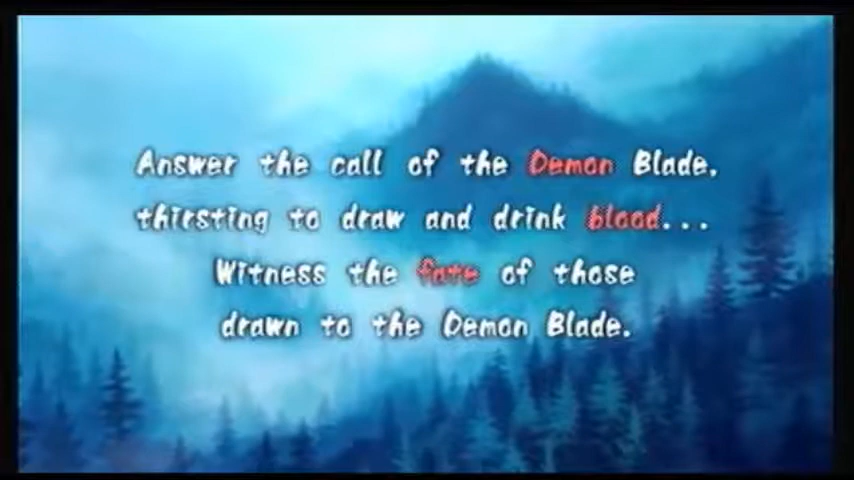 Answer the call of the Demon Blade,
thirsting to draw and drink blood...
Witness the fate of those
drawn to the Demon Blade.